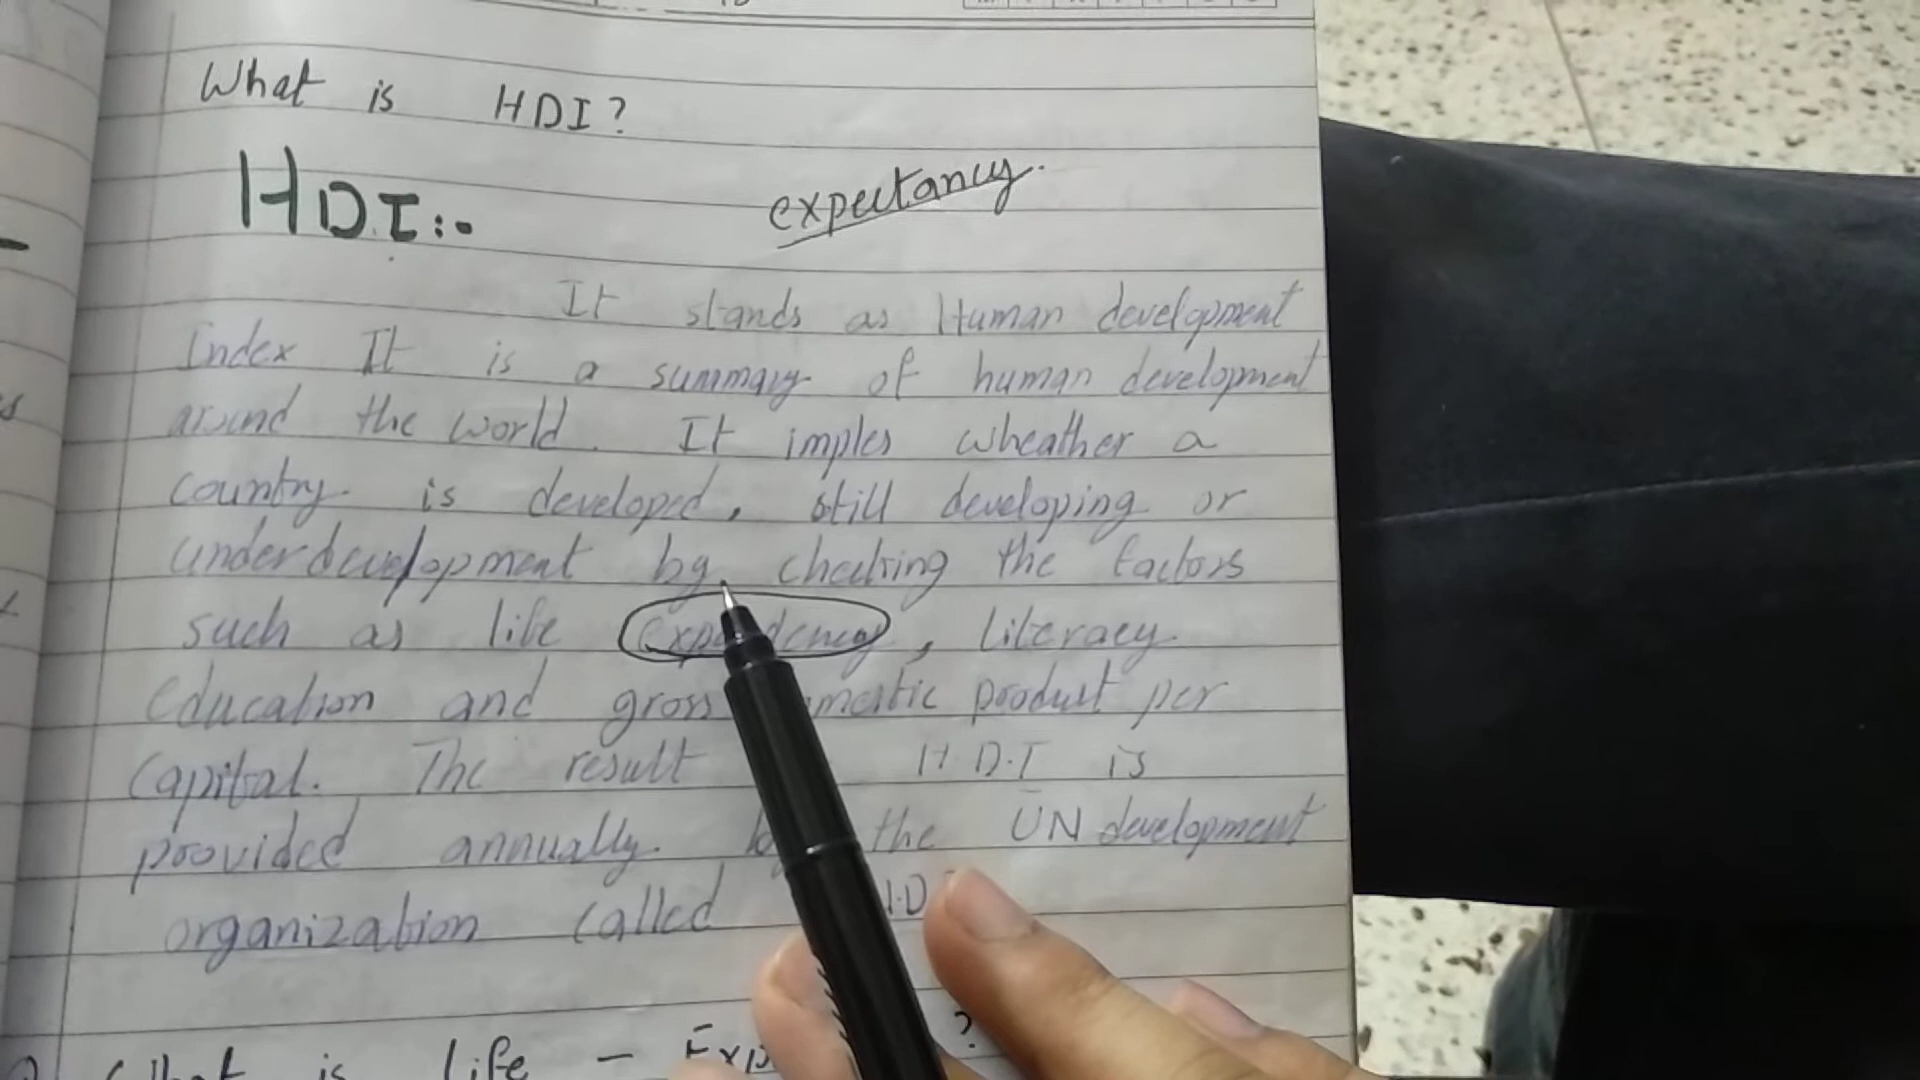 What is HDI?
HDI:-
expectancy.
It stands as Human development
Index It is a summary of human development
around the world. It imples wheather a
country is developed, still developing or
underdevelopment by checking the factors
such as life , literacy
education and gross product per
capital. The result H.D.I is
provided annually the UN development
organization called
What is life -